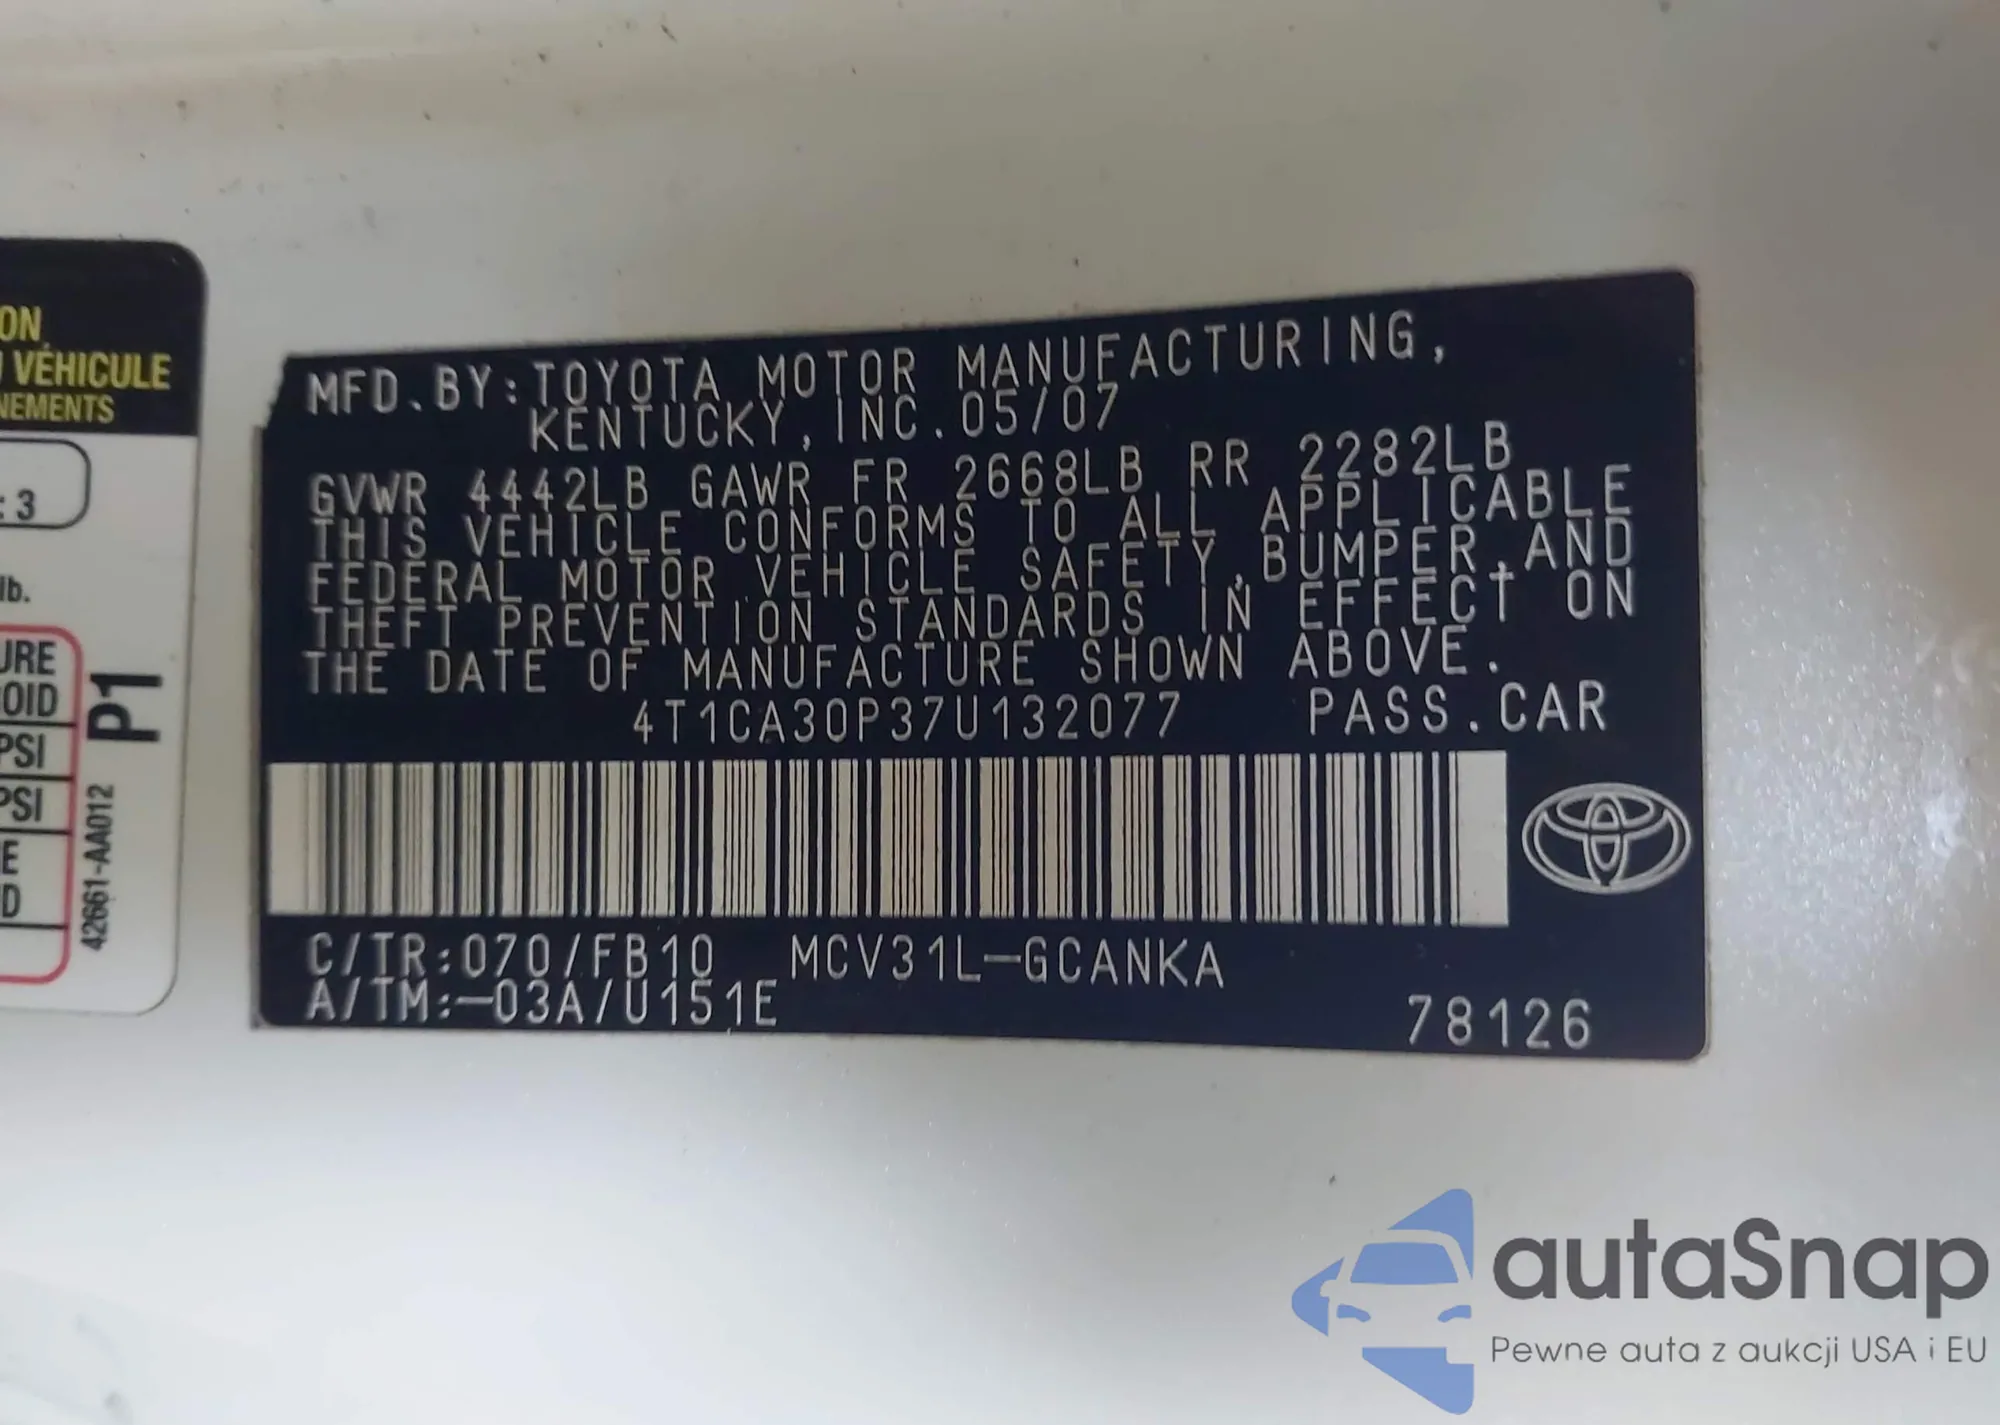 ON
VÉHICULE
NEMENTS
: 3
lb.
URE
OID
PSI
PSI
E
D
P1
42661-AA012
MFD.BY:TOYOTA MOTOR MANUFACTURING,
KENTUCKY,INC.05/07
GVWR 4442LB GAWR FR 2668LB RR 2282LB
THIS VEHICLE CONFORMS TO ALL APPLICABLE
FEDERAL MOTOR VEHICLE SAFETY,BUMPER,AND
THEFT PREVENTION STANDARDS IN EFFECT ON
THE DATE OF MANUFACTURE SHOWN ABOVE.
4T1CA30P37U132077 PASS.CAR
C/TR:070/FB10 MCV31L-GCANKA
A/TM:-03A/U151E
78126
autaSnap
Pewne auta z aukcji USA i EU